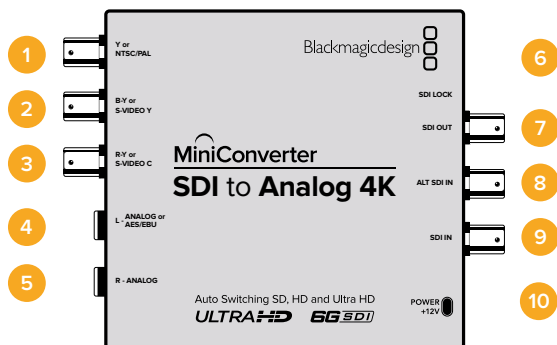 1
Y or
NTSC/PAL
Blackmagicdesign
6
2
B-Y or
S-VIDEO Y
SDI LOCK
7
SDI OUT
3
R-Y or
S-VIDEO C
MiniConverter
SDI to Analog 4K
8
ALT SDI IN
4
L - ANALOG or
AES/EBU
9
SDI IN
5
R - ANALOG
10
Auto Switching SD, HD and Ultra HD
POWER
+12V
ULTRA HD 6G SDI